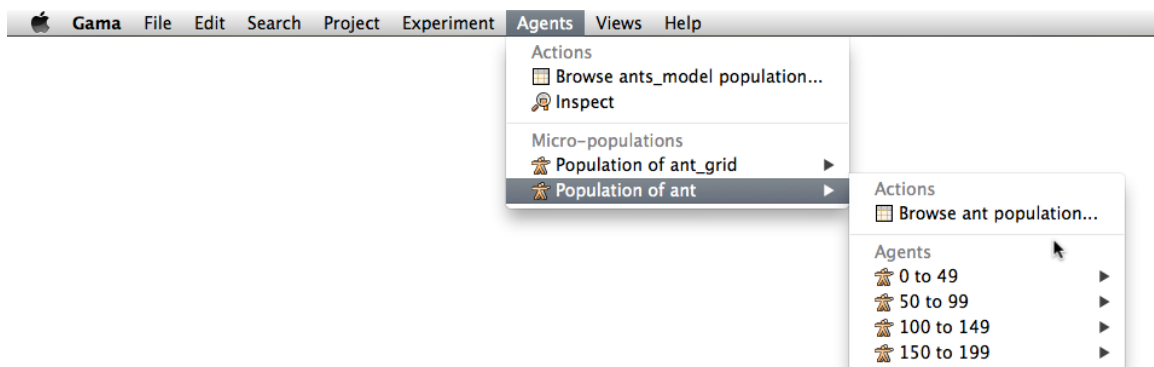 Gama File Edit Search Project Experiment Agents Views Help
Actions
Browse ants_model population...
Inspect
Micro-populations
Population of ant_grid
Population of ant
Actions
Browse ant population...
Agents
0 to 49
50 to 99
100 to 149
150 to 199